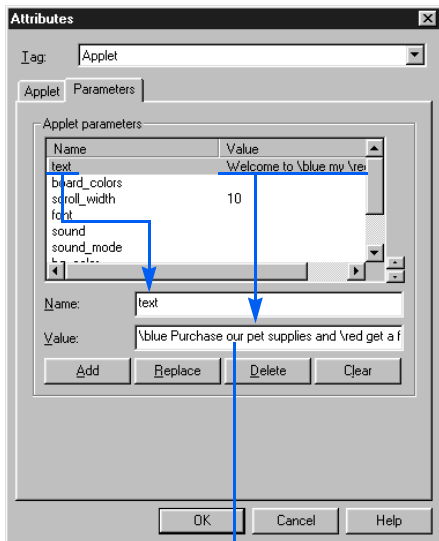 Attributes
Tag: Applet
Applet Parameters
Applet parameters
Name Value
text Welcome to \blue my \re
board_colors
scroll_width 10
font
sound
sound_mode
bg_color
Name: text
Value: \blue Purchase our pet supplies and \red get a f
Add Replace Delete Clear
OK Cancel Help